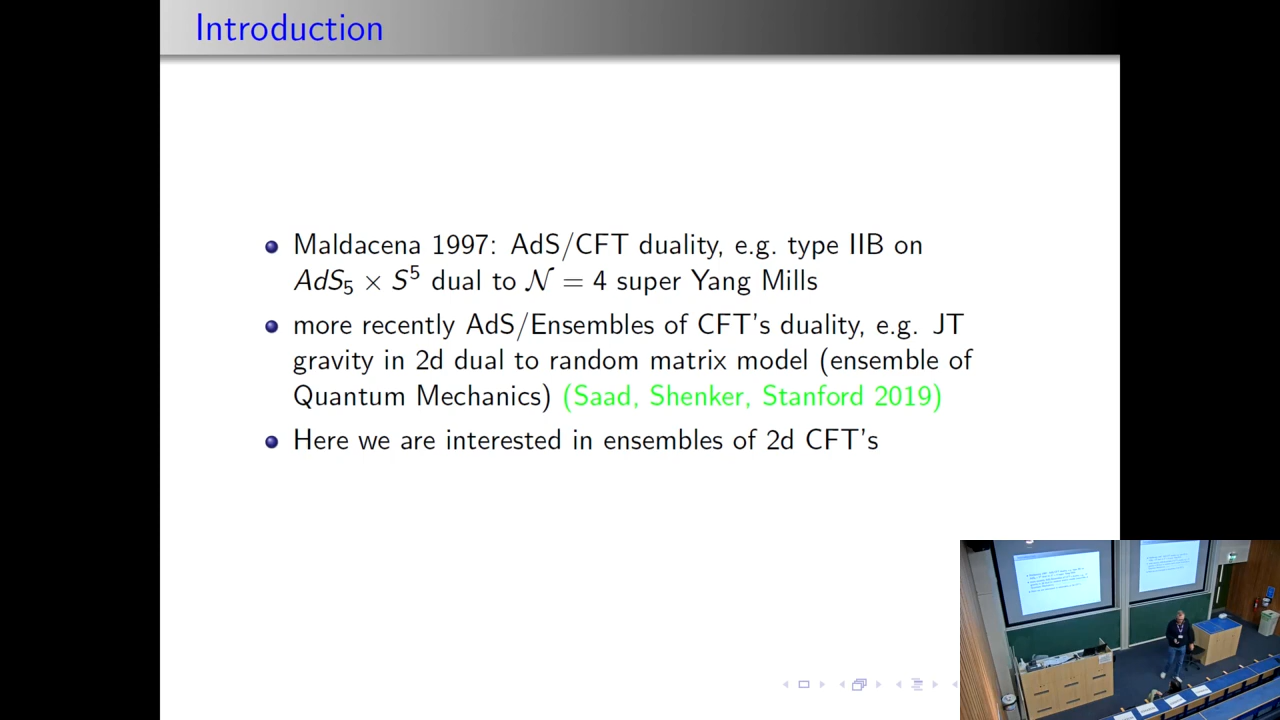 Introduction
Maldacena 1997: AdS/CFT duality, e.g. type IIB on
AdS₅ × S⁵ dual to 𝒩 = 4 super Yang Mills
more recently AdS/Ensembles of CFT's duality, e.g. JT
gravity in 2d dual to random matrix model (ensemble of
Quantum Mechanics) (Saad, Shenker, Stanford 2019)
Here we are interested in ensembles of 2d CFT's